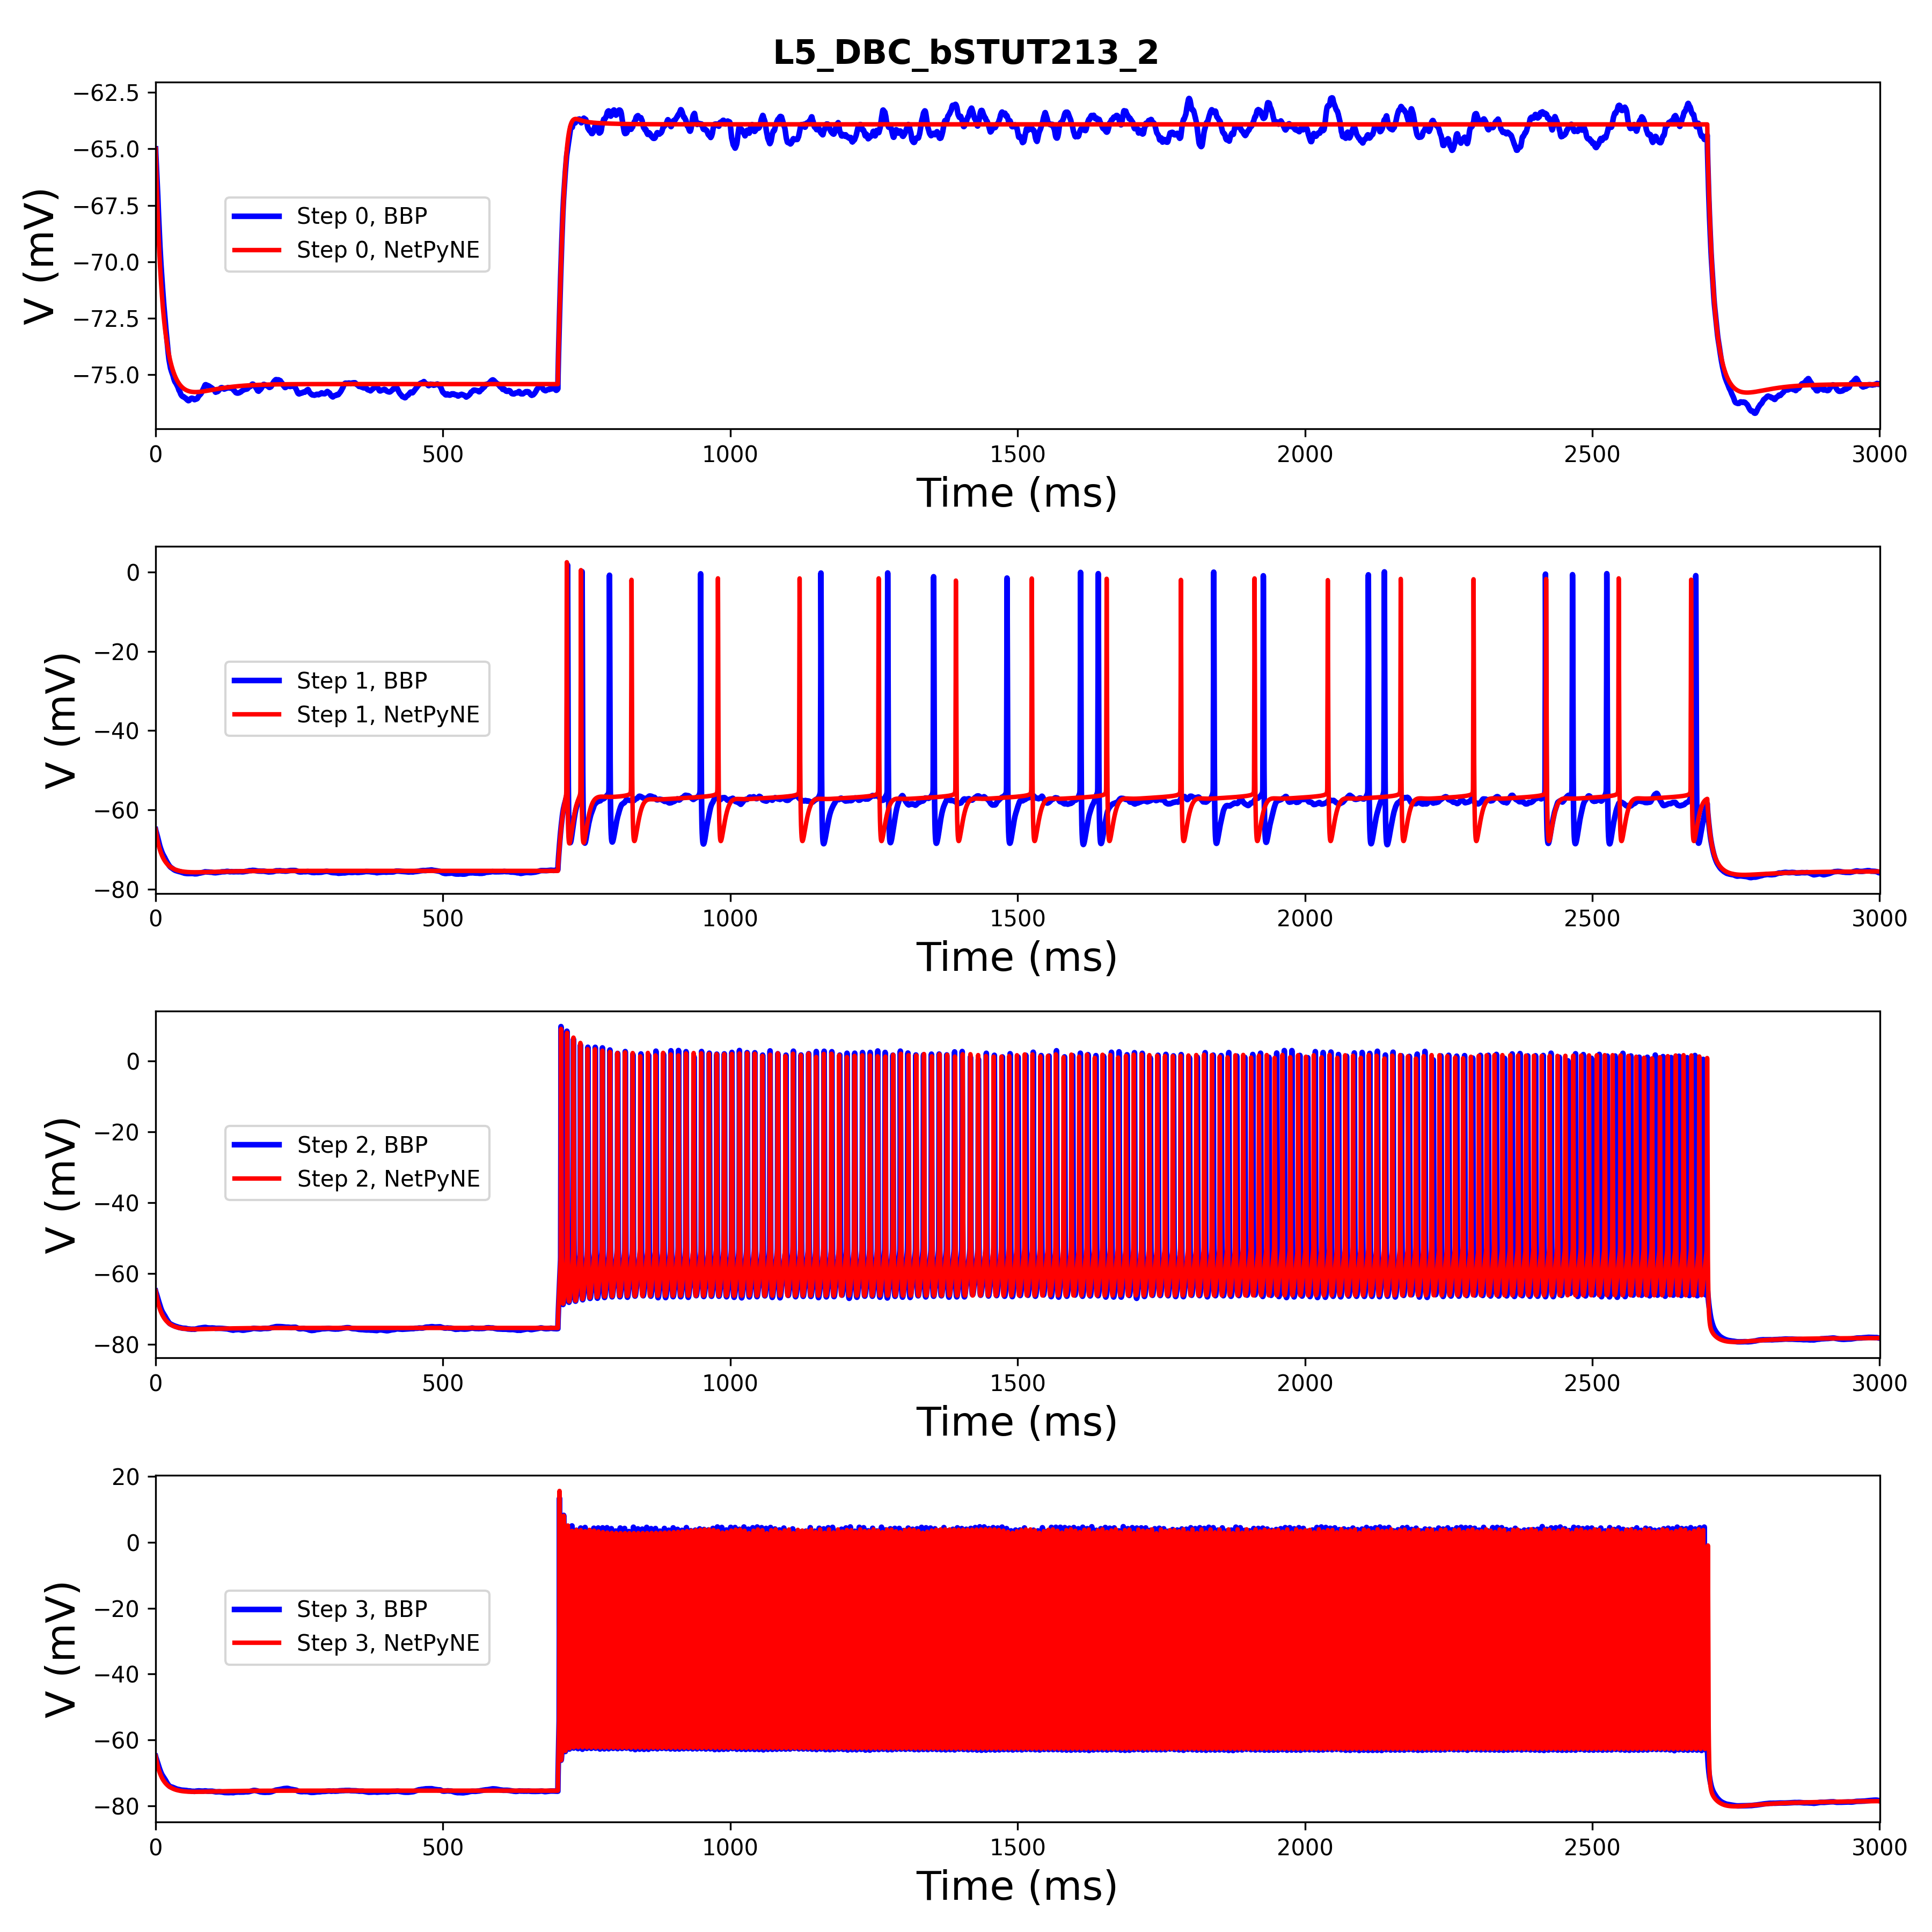 L5_DBC_bSTUT213_2
−62.5
−65.0
−67.5
−70.0
−72.5
−75.0
V (mV)
Step 0, BBP
Step 0, NetPyNE
0 500 1000 1500 2000 2500 3000
Time (ms)
0
−20
−40
−60
−80
V (mV)
Step 1, BBP
Step 1, NetPyNE
0 500 1000 1500 2000 2500 3000
Time (ms)
0
−20
−40
−60
−80
V (mV)
Step 2, BBP
Step 2, NetPyNE
0 500 1000 1500 2000 2500 3000
Time (ms)
20
0
−20
−40
−60
−80
V (mV)
Step 3, BBP
Step 3, NetPyNE
0 500 1000 1500 2000 2500 3000
Time (ms)